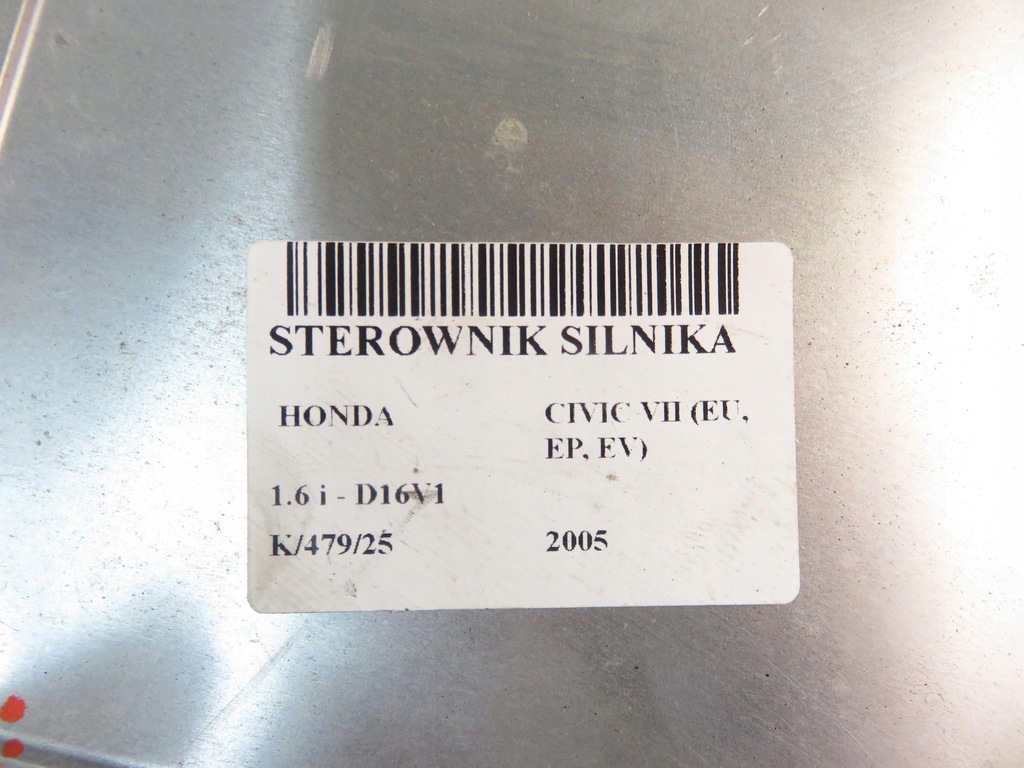 STEROWNIK SILNIKA
HONDA CIVIC VII (EU,
EP, EV)
1.6 i - D16V1
K/479/25 2005